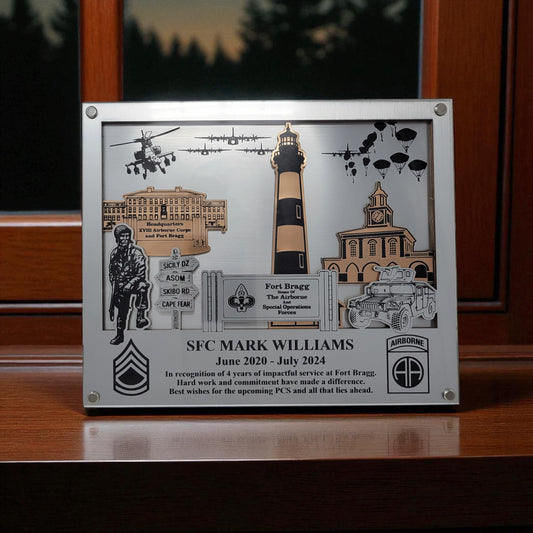 Headquarters
XVIII Airborne Corps
and Fort Bragg
SICILY DZ
ASOM
SKIBO RD
CAPE FEAR
Fort Bragg
Home Of
The Airborne
And
Special Operations
Forces
SFC MARK WILLIAMS
June 2020 - July 2024
In recognition of 4 years of impactful service at Fort Bragg.
Hard work and commitment have made a difference.
Best wishes for the upcoming PCS and all that lies ahead.
AIRBORNE